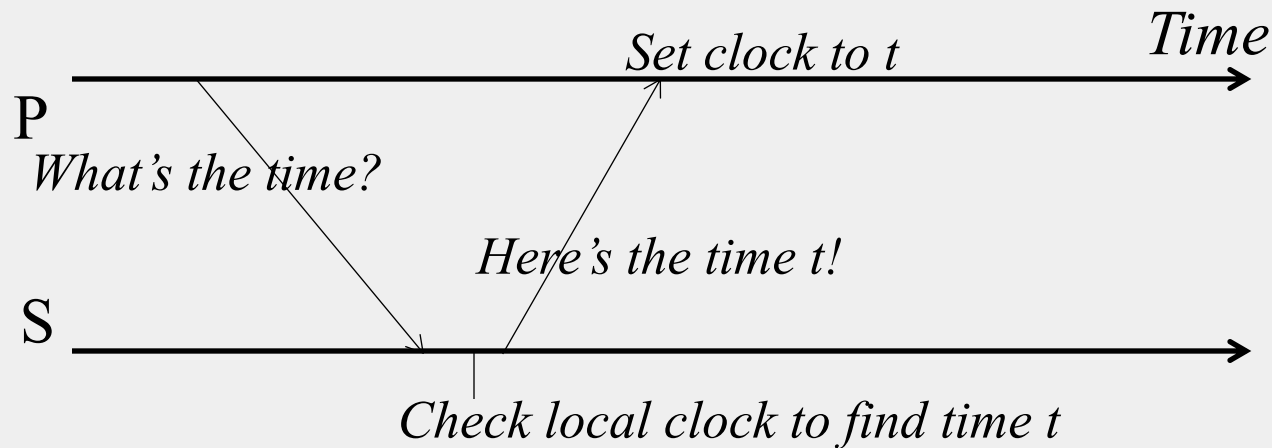 Time
Set clock to t
P
What’s the time?
Here’s the time t!
S
Check local clock to find time t